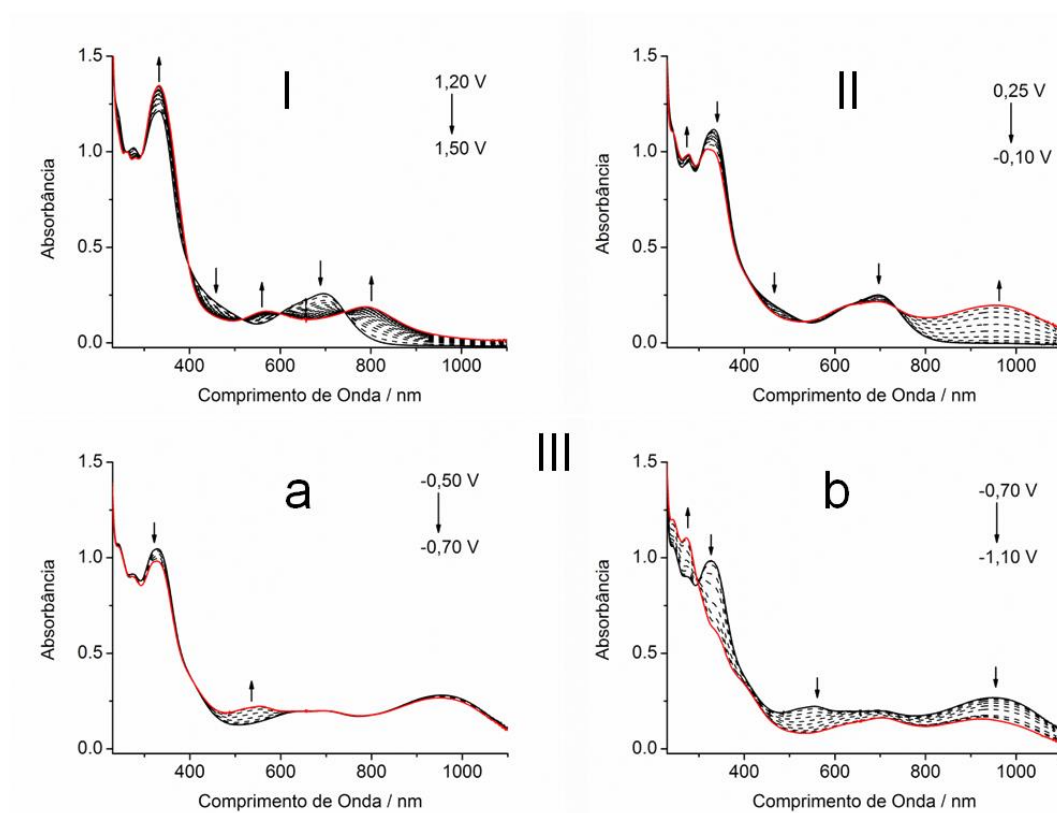 I
1,20 V
1,50 V
Absorbância
1.5
1.0
0.5
0.0
400 600 800 1000
Comprimento de Onda / nm
II
0,25 V
-0,10 V
Absorbância
1.5
1.0
0.5
0.0
400 600 800 1000
Comprimento de Onda / nm
III
a
-0,50 V
-0,70 V
Absorbância
1.5
1.0
0.5
0.0
400 600 800 1000
Comprimento de Onda / nm
b
-0,70 V
-1,10 V
Absorbância
1.5
1.0
0.5
0.0
400 600 800 1000
Comprimento de Onda / nm